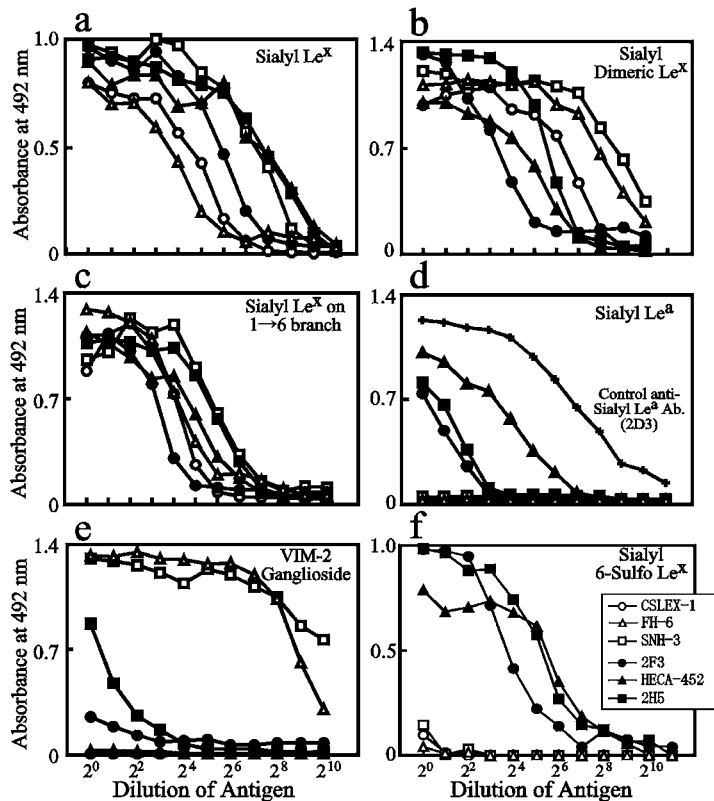 a
Sialyl Le^x
Absorbance at 492 nm
1.0
0.5
0
b
Sialyl
Dimeric Le^x
1.4
0.7
0
c
Sialyl Le^x on
1→6 branch
Absorbance at 492 nm
1.4
0.7
0
d
Sialyl Le^a
Control anti-
Sialyl Le^a Ab.
(2D3)
1.4
0.7
0
e
VIM-2
Ganglioside
Absorbance at 492 nm
1.4
0.7
0
2^0 2^2 2^4 2^6 2^8 2^10
Dilution of Antigen
f
Sialyl
6-Sulfo Le^x
1.0
0.5
0
CSLEX-1
FH-6
SNH-3
2F3
HECA-452
2H5
2^0 2^2 2^4 2^6 2^8 2^10
Dilution of Antigen